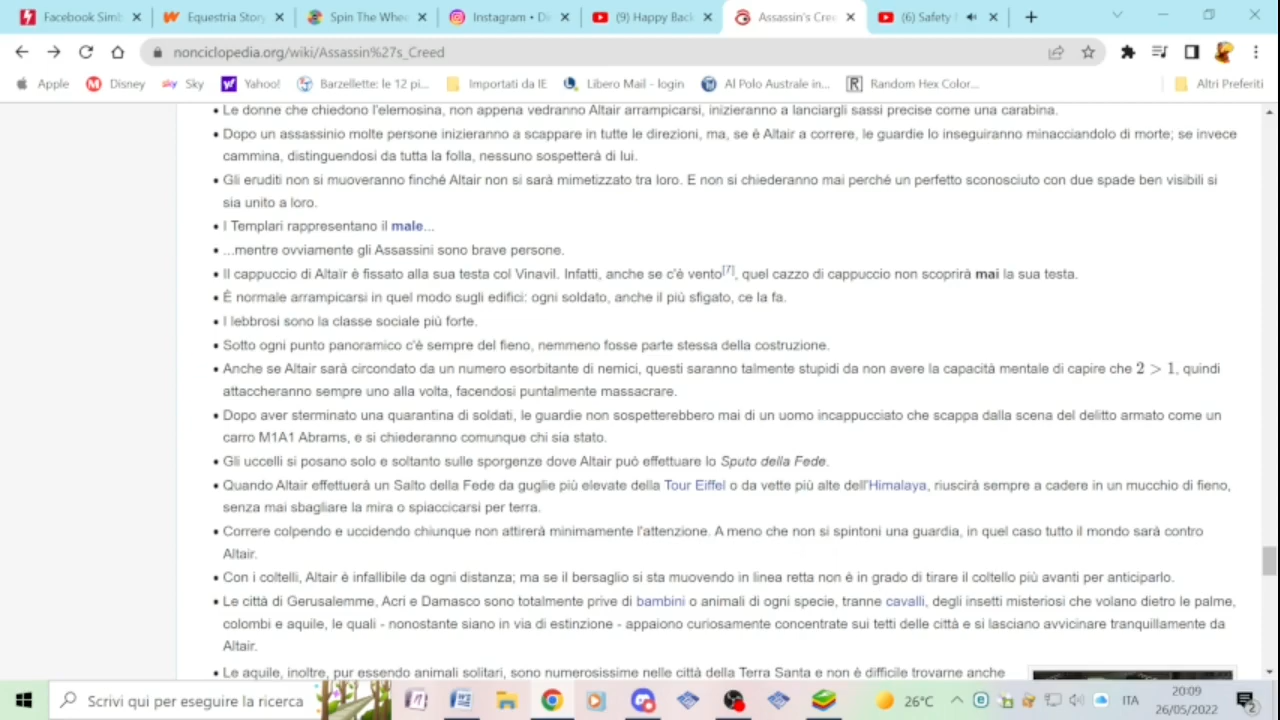 Facebook Simb
Equestria Story
Spin The Whee
Instagram • Di
(9) Happy Back
Assassin's Cree
(6) Safety
nonciclopedia.org/wiki/Assassin%27s_Creed
Apple
Disney
sky Sky
Yahoo!
Barzellette: le 12 pi...
Importati da IE
Libero Mail - login
Al Polo Australe in...
Random Hex Color...
Altri Preferiti
• Le donne che chiedono l'elemosina, non appena vedranno Altair arrampicarsi, inizieranno a lanciargli sassi precise come una carabina.
• Dopo un assassinio molte persone inizieranno a scappare in tutte le direzioni, ma, se è Altair a correre, le guardie lo inseguiranno minacciandolo di morte; se invece
cammina, distinguendosi da tutta la folla, nessuno sospetterà di lui.
• Gli eruditi non si muoveranno finché Altair non si sarà mimetizzato tra loro. E non si chiederanno mai perché un perfetto sconosciuto con due spade ben visibili si
sia unito a loro.
• I Templari rappresentano il male...
• ...mentre ovviamente gli Assassini sono brave persone.
• Il cappuccio di Altaïr è fissato alla sua testa col Vinavil. Infatti, anche se c'è vento[7], quel cazzo di cappuccio non scoprirà mai la sua testa.
• È normale arrampicarsi in quel modo sugli edifici: ogni soldato, anche il più sfigato, ce la fa.
• I lebbrosi sono la classe sociale più forte.
• Sotto ogni punto panoramico c'è sempre del fieno, nemmeno fosse parte stessa della costruzione.
• Anche se Altair sarà circondato da un numero esorbitante di nemici, questi saranno talmente stupidi da non avere la capacità mentale di capire che 2 > 1, quindi
attaccheranno sempre uno alla volta, facendosi puntalmente massacrare.
• Dopo aver sterminato una quarantina di soldati, le guardie non sospetterebbero mai di un uomo incappucciato che scappa dalla scena del delitto armato come un
carro M1A1 Abrams, e si chiederanno comunque chi sia stato.
• Gli uccelli si posano solo e soltanto sulle sporgenze dove Altair può effettuare lo Sputo della Fede.
• Quando Altair effettuerà un Salto della Fede da guglie più elevate della Tour Eiffel o da vette più alte dell'Himalaya, riuscirà sempre a cadere in un mucchio di fieno,
senza mai sbagliare la mira o spiaccicarsi per terra.
• Correre colpendo e uccidendo chiunque non attirerà minimamente l'attenzione. A meno che non si spintoni una guardia, in quel caso tutto il mondo sarà contro
Altair.
• Con i coltelli, Altair è infallibile da ogni distanza; ma se il bersaglio si sta muovendo in linea retta non è in grado di tirare il coltello più avanti per anticiparlo.
• Le città di Gerusalemme, Acri e Damasco sono totalmente prive di bambini o animali di ogni specie, tranne cavalli, degli insetti misteriosi che volano dietro le palme,
colombi e aquile, le quali - nonostante siano in via di estinzione - appaiono curiosamente concentrate sui tetti delle città e si lasciano avvicinare tranquillamente da
Altair.
• Le aquile, inoltre, pur essendo animali solitari, sono numerosissime nelle città della Terra Santa e non è difficile trovarne anche
Scrivi qui per eseguire la ricerca
26°C
ITA
20:09
26/05/2022
2